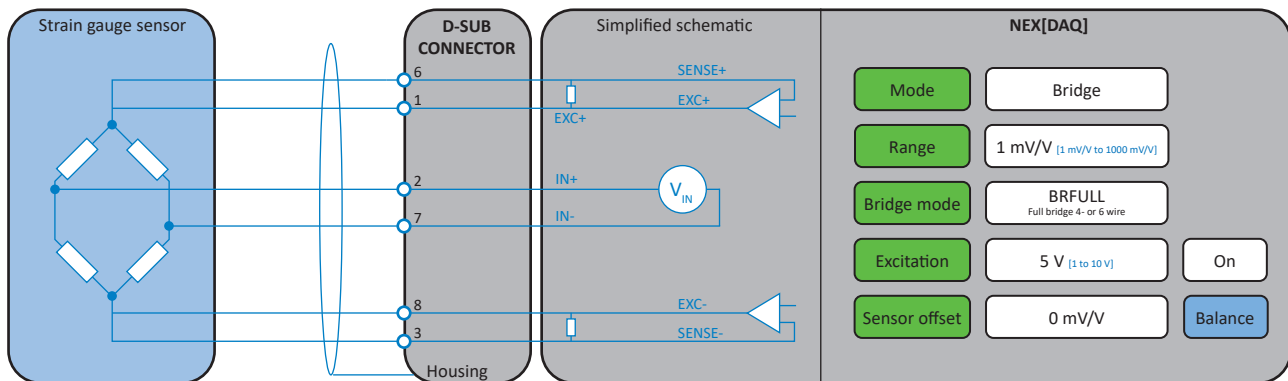 Strain gauge sensor
D-SUB
CONNECTOR
Simplified schematic
NEX[DAQ]
6
SENSE+
1
EXC+
EXC+
2
IN+
V IN
7
IN-
8
EXC-
3
SENSE-
Housing
Mode
Bridge
Range
1 mV/V [1 mV/V to 1000 mV/V]
Bridge mode
BRFULL
Full bridge 4- or 6 wire
Excitation
5 V [1 to 10 V]
On
Sensor offset
0 mV/V
Balance